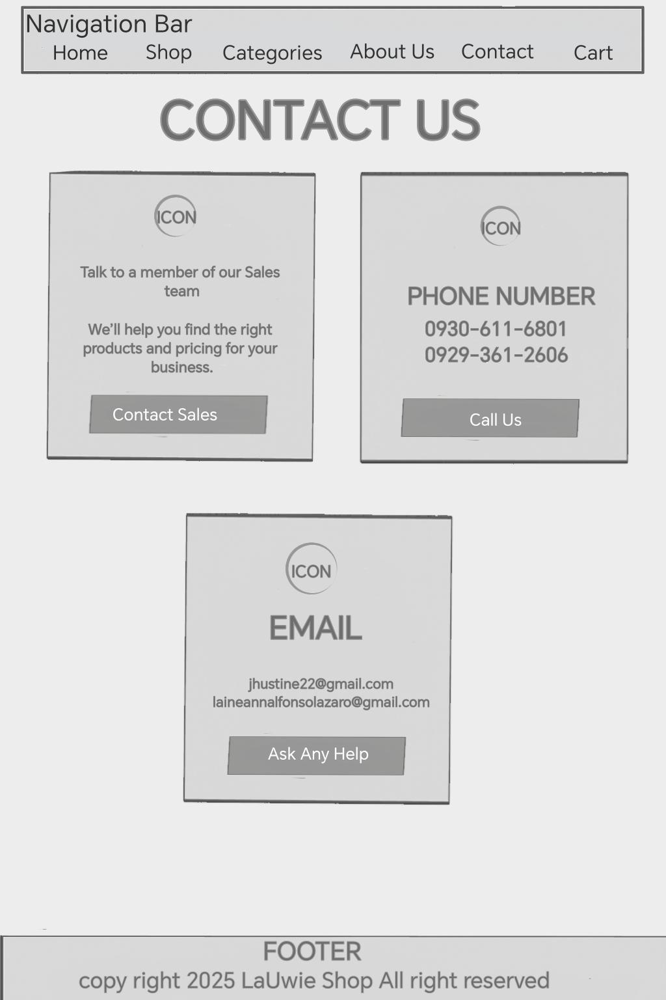 Navigation Bar
Home Shop Categories About Us Contact Cart
CONTACT US
ICON
Talk to a member of our Sales
team
We'll help you find the right
products and pricing for your
business.
Contact Sales
ICON
PHONE NUMBER
0930-611-6801
0929-361-2606
Call Us
ICON
EMAIL
jhustine22@gmail.com
laineannalfonsolazaro@gmail.com
Ask Any Help
FOOTER
copy right 2025 LaUwie Shop All right reserved